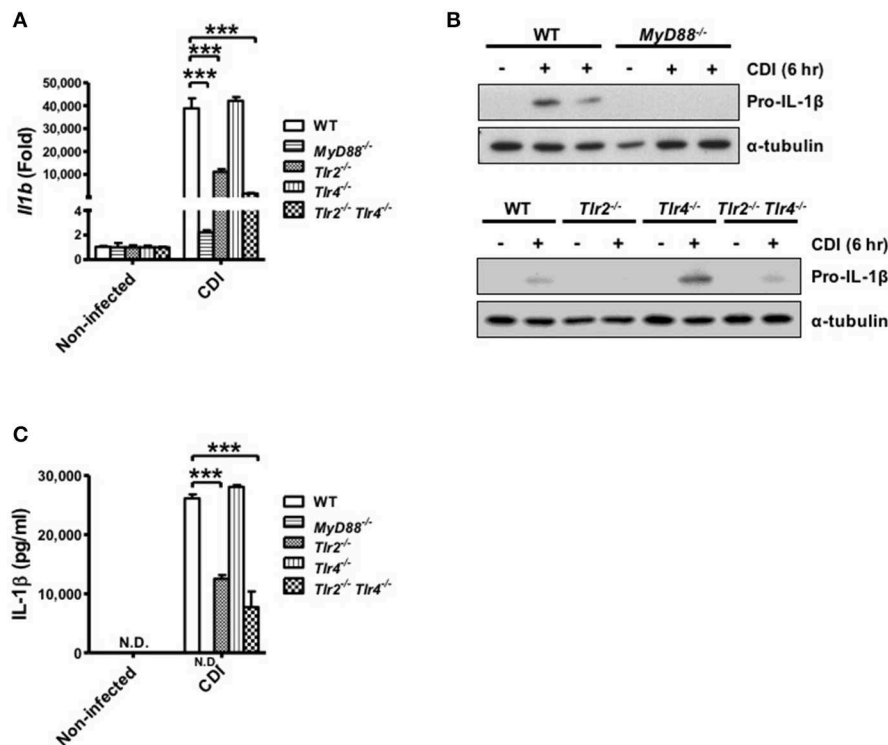 A
***
***
***
50,000
40,000
30,000
20,000
10,000
4
2
0
Il1b (Fold)
Non-infected
CDI
WT
MyD88-/-
Tlr2-/-
Tlr4-/-
Tlr2-/- Tlr4-/-
B
WT MyD88-/-
- + + - + + CDI (6 hr)
Pro-IL-1β
α-tubulin
WT Tlr2-/- Tlr4-/- Tlr2-/- Tlr4-/-
- + - + - + - + CDI (6 hr)
Pro-IL-1β
α-tubulin
C
***
***
30,000
20,000
10,000
0
IL-1β (pg/ml)
N.D.
N.D.
Non-infected
CDI
WT
MyD88-/-
Tlr2-/-
Tlr4-/-
Tlr2-/- Tlr4-/-